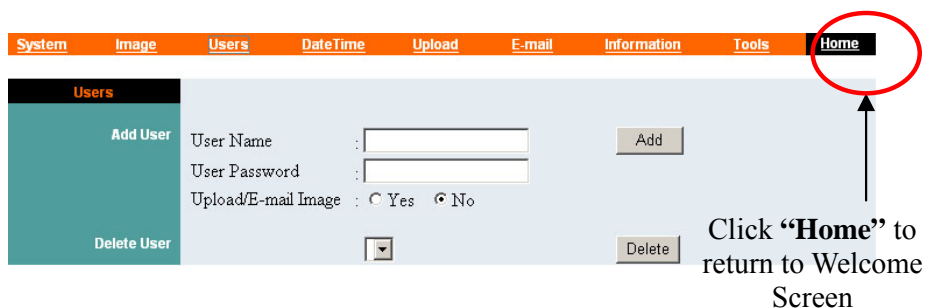 System Image Users DateTime Upload E-mail Information Tools Home
Users
Add User User Name : Add
User Password :
Upload/E-mail Image : Yes No
Delete User Delete
Click “Home” to
return to Welcome
Screen